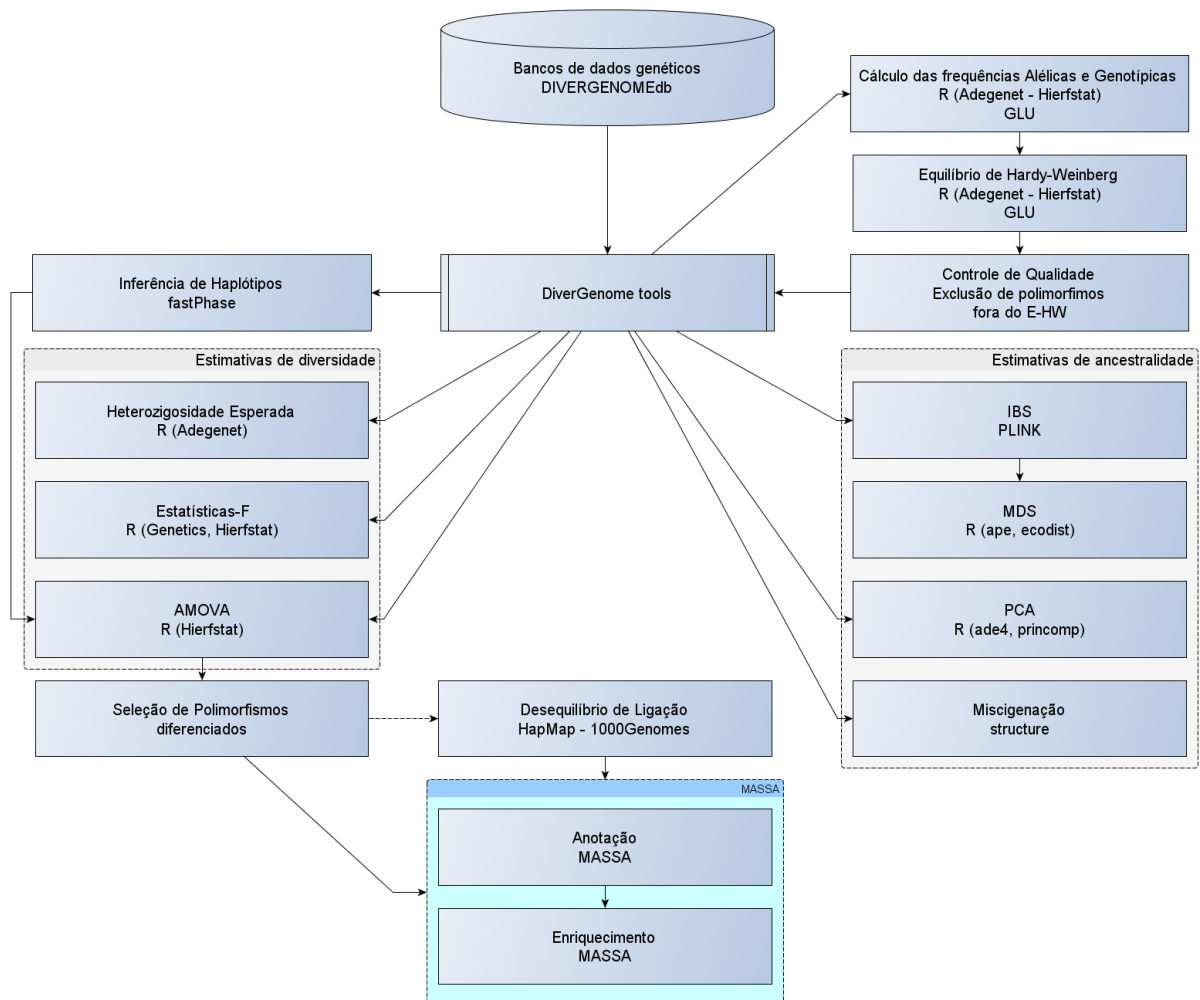 Bancos de dados genéticos
DIVERGENOMEdb
Cálculo das frequências Alélicas e Genotípicas
R (Adegenet - Hierfstat)
GLU
Equilíbrio de Hardy-Weinberg
R (Adegenet - Hierfstat)
GLU
Inferência de Haplótipos
fastPhase
DiverGenome tools
Controle de Qualidade
Exclusão de polimorfimos
fora do E-HW
Estimativas de diversidade
Heterozigosidade Esperada
R (Adegenet)
Estatísticas-F
R (Genetics, Hierfstat)
AMOVA
R (Hierfstat)
Estimativas de ancestralidade
IBS
PLINK
MDS
R (ape, ecodist)
PCA
R (ade4, princomp)
Miscigenação
structure
Seleção de Polimorfismos
diferenciados
Desequilíbrio de Ligação
HapMap - 1000Genomes
MASSA
Anotação
MASSA
Enriquecimento
MASSA